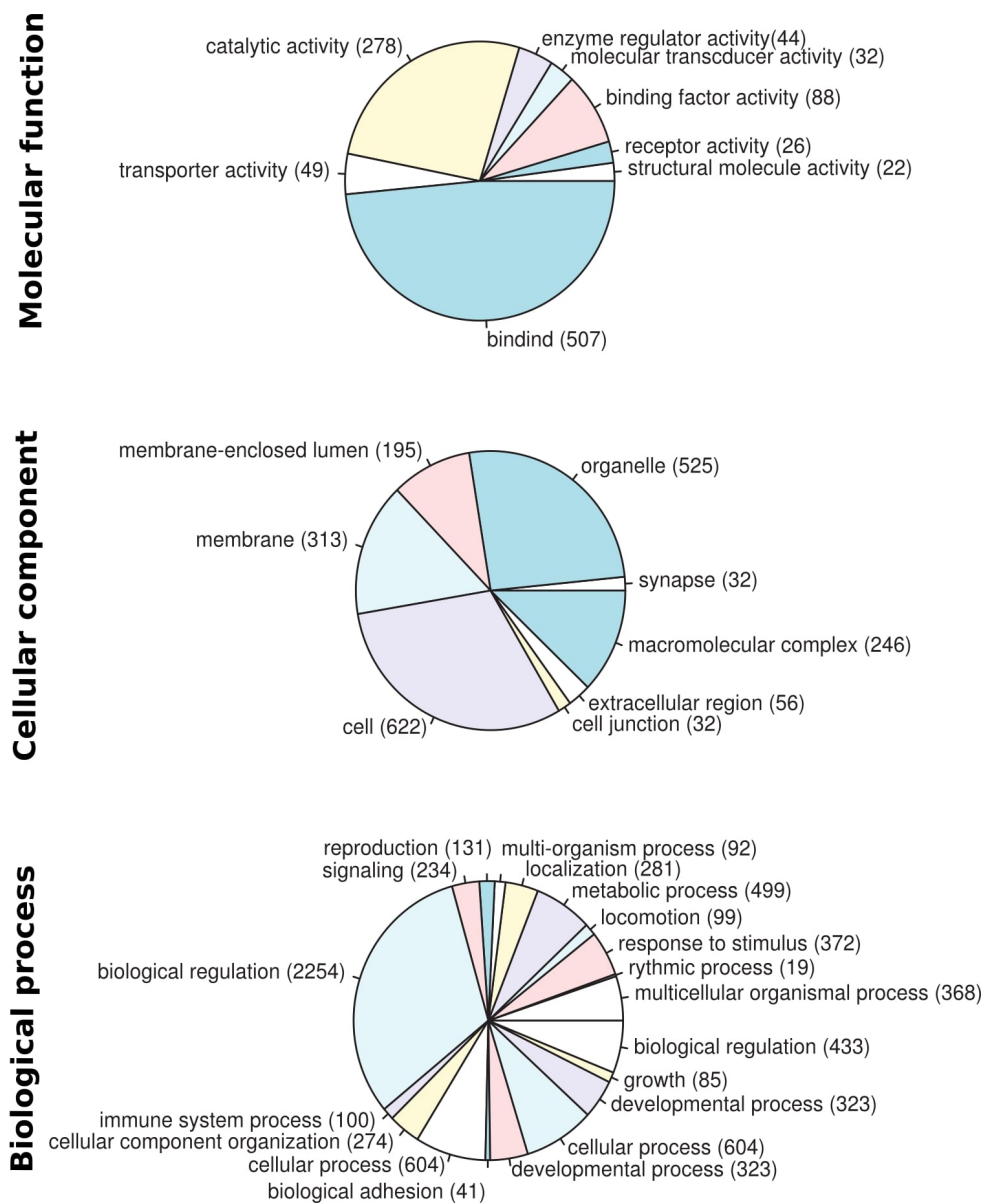 Molecular function
catalytic activity (278)
enzyme regulator activity(44)
molecular transcducer activity (32)
binding factor activity (88)
receptor activity (26)
transporter activity (49)
structural molecule activity (22)
bindind (507)
Cellular component
membrane-enclosed lumen (195)
organelle (525)
membrane (313)
synapse (32)
macromolecular complex (246)
extracellular region (56)
cell junction (32)
cell (622)
Biological process
reproduction (131)
multi-organism process (92)
signaling (234)
localization (281)
metabolic process (499)
locomotion (99)
response to stimulus (372)
rythmic process (19)
biological regulation (2254)
multicellular organismal process (368)
biological regulation (433)
growth (85)
developmental process (323)
immune system process (100)
cellular component organization (274)
cellular process (604)
cellular process (604)
developmental process (323)
biological adhesion (41)